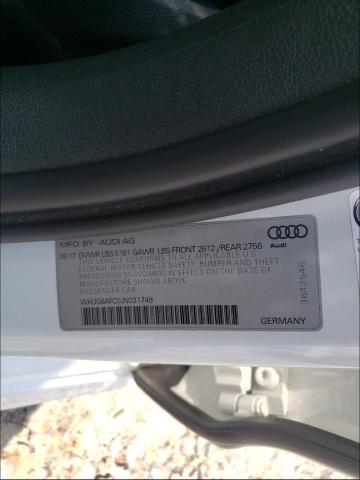 MFD. BY AUDI AG
09 17 GVWR LBS 5181 GAWR LBS FRONT 2612 / REAR 2756
THIS VEHICLE CONFORMS TO ALL APPLICABLE U.S.
FEDERAL MOTOR VEHICLE SAFETY, BUMPER AND THEFT
PREVENTION STANDARDS IN EFFECT ON THE DATE OF
MANUFACTURE SHOWN ABOVE
PASSENGER CAR
WAUG8AFC0JN031748
Audi
3642546
GERMANY